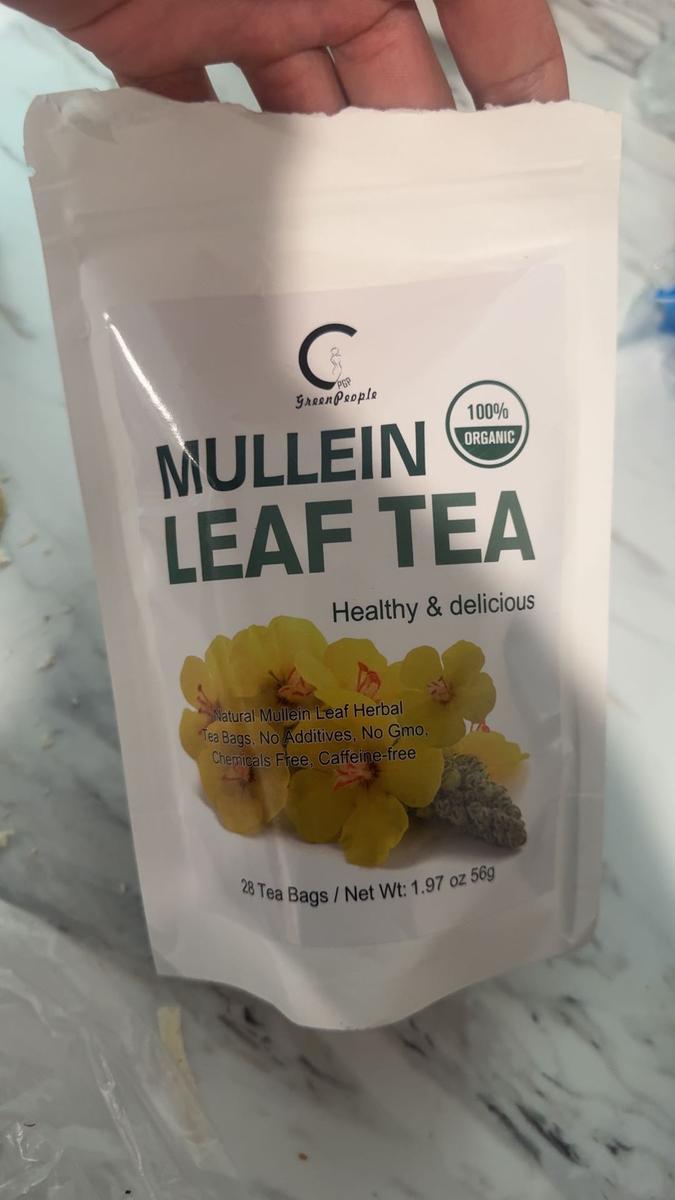 PGP
GreenPeople
100%
ORGANIC
MULLEIN
LEAF TEA
Healthy & delicious
Natural Mullein Leaf Herbal
Tea Bags, No Additives, No Gmo,
Chemicals Free, Caffeine-free
28 Tea Bags / Net Wt: 1.97 oz 56g